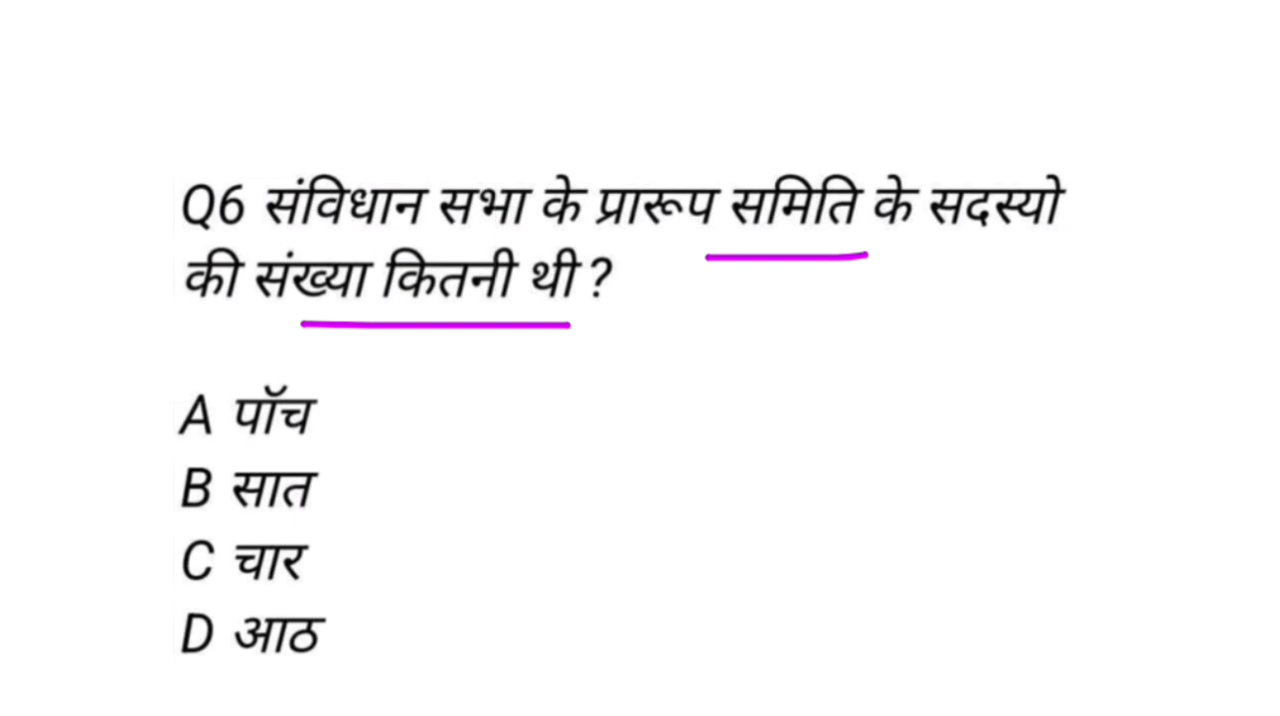 Q6 संविधान सभा के प्रारूप समिति के सदस्यो
की संख्या कितनी थी ?
A पॉच
B सात
C चार
D आठ